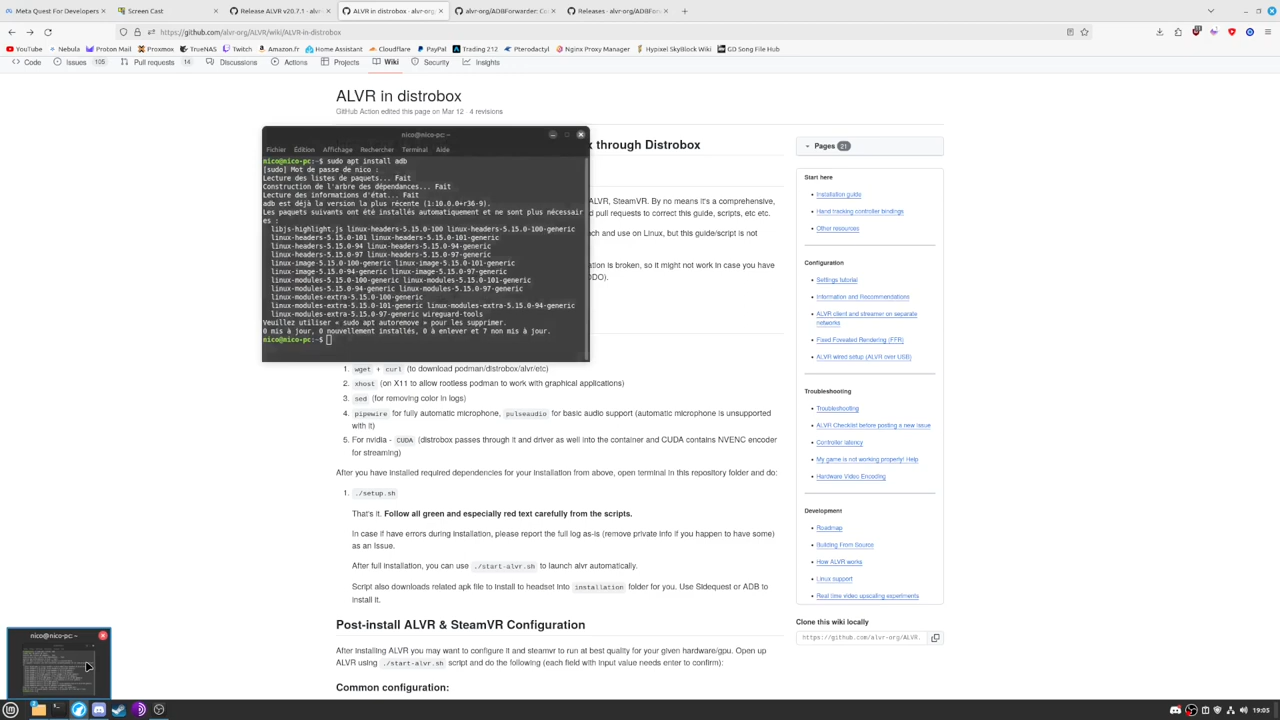 Meta Quest For Developers
Screen Cast
Release ALVR v20.7.1 · alvr-
ALVR in distrobox · alvr-org
alvr-org/ADBForwarder: Co
Releases · alvr-org/ADBFor
https://github.com/alvr-org/ALVR/wiki/ALVR-in-distrobox
YouTube
Nebula
Proton Mail
Proxmox
TrueNAS
Twitch
Amazon.fr
Home Assistant
Cloudflare
PayPal
Trading 212
Pterodactyl
Nginx Proxy Manager
Hypixel SkyBlock Wiki
GD Song File Hub
Code
Issues 105
Pull requests 14
Discussions
Actions
Projects
Wiki
Security
Insights
ALVR in distrobox
GitHub Action edited this page on Mar 12 · 4 revisions
nico@nico-pc: ~
Fichier Édition Affichage Rechercher Terminal Aide
nico@nico-pc:~$ sudo apt install adb
[sudo] Mot de passe de nico :
Lecture des listes de paquets... Fait
Construction de l'arbre des dépendances... Fait
Lecture des informations d'état... Fait
adb est déjà la version la plus récente (1:10.0.0+r36-9).
Les paquets suivants ont été installés automatiquement et ne sont plus nécessair
es :
libjs-highlight.js linux-headers-5.15.0-100 linux-headers-5.15.0-100-generic
linux-headers-5.15.0-101 linux-headers-5.15.0-101-generic
linux-headers-5.15.0-94 linux-headers-5.15.0-94-generic
linux-headers-5.15.0-97 linux-headers-5.15.0-97-generic
linux-image-5.15.0-100-generic linux-image-5.15.0-101-generic
linux-image-5.15.0-94-generic linux-image-5.15.0-97-generic
linux-modules-5.15.0-100-generic linux-modules-5.15.0-101-generic
linux-modules-5.15.0-94-generic linux-modules-5.15.0-97-generic
linux-modules-extra-5.15.0-100-generic
linux-modules-extra-5.15.0-101-generic linux-modules-extra-5.15.0-94-generic
linux-modules-extra-5.15.0-97-generic wireguard-tools
Veuillez utiliser « sudo apt autoremove » pour les supprimer.
0 mis à jour, 0 nouvellement installés, 0 à enlever et 7 non mis à jour.
nico@nico-pc:~$
x through Distrobox
ALVR, SteamVR. By no means it's a comprehensive,
d pull requests to correct this guide, scripts, etc etc.
nch and use on Linux, but this guide/script is not
ation is broken, so it might not work in case you have
ODO).
1. wget + curl (to download podman/distrobox/alvr/etc)
2. xhost (on X11 to allow rootless podman to work with graphical applications)
3. sed (for removing color in logs)
4. pipewire for fully automatic microphone, pulseaudio for basic audio support (automatic microphone is unsupported
with it)
5. For nvidia - CUDA (distrobox passes through it and driver as well into the container and CUDA contains NVENC encoder
for streaming)
After you have installed required dependencies for your installation from above, open terminal in this repository folder and do:
1. ./setup.sh
That's it. Follow all green and especially red text carefully from the scripts.
In case if have errors during installation, please report the full log as-is (remove private info if you happen to have some)
as an Issue.
After full installation, you can use ./start-alvr.sh to launch alvr automatically.
Script also downloads related apk file to install to headset into installation folder for you. Use Sidequest or ADB to
install it.
Post-install ALVR & SteamVR Configuration
After installing ALVR you may want to configure it and steamvr to run at best quality for your given hardware/gpu. Open up
ALVR using ./start-alvr.sh script and do the following (each field with input value needs enter to confirm):
Common configuration:
Pages 21
Start here
Installation guide
Hand tracking controller bindings
Other resources
Configuration
Settings tutorial
Information and Recommendations
ALVR client and streamer on separate
networks
Fixed Foveated Rendering (FFR)
ALVR wired setup (ALVR over USB)
Troubleshooting
Troubleshooting
ALVR Checklist before posting a new issue
Controller latency
My game is not working properly! Help
Hardware Video Encoding
Development
Roadmap
Building From Source
How ALVR works
Linux support
Real time video upscaling experiments
Clone this wiki locally
https://github.com/alvr-org/ALVR.
nico@nico-pc: ~
19:05